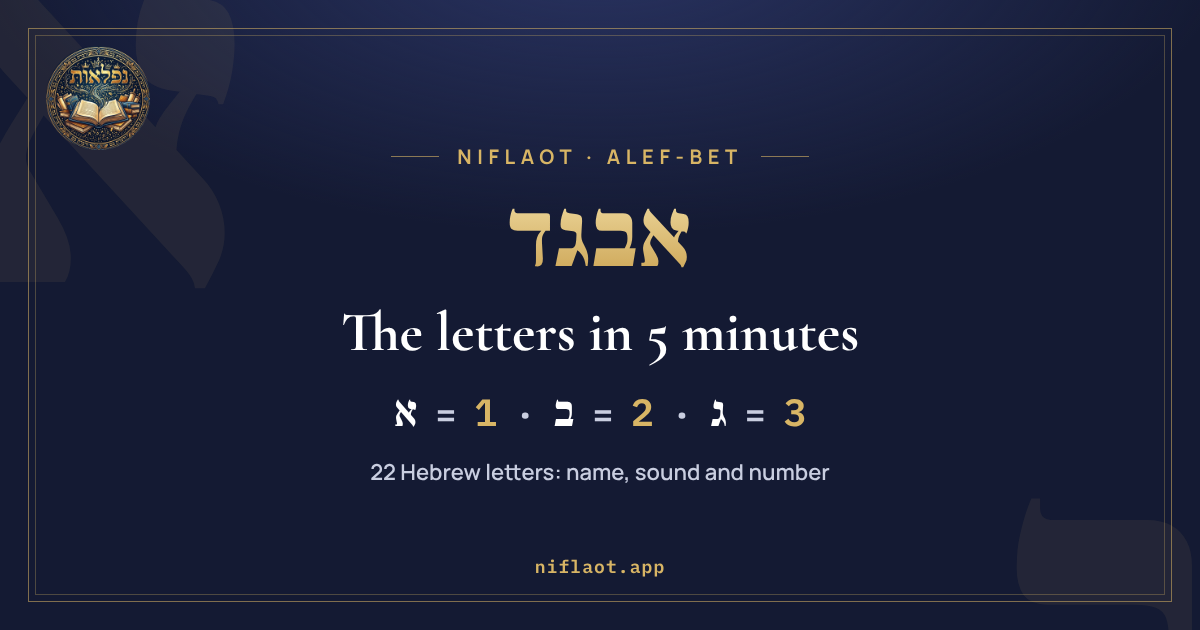 נפלאות
NIFLAOT · ALEF-BET
אבגד
The letters in 5 minutes
א = 1 · ב = 2 · ג = 3
22 Hebrew letters: name, sound and number
niflaot.app